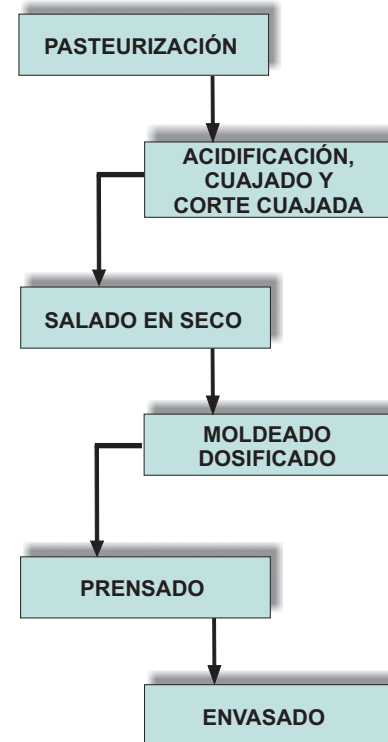 PASTEURIZACIÓN
ACIDIFICACIÓN,
CUAJADO Y
CORTE CUAJADA
SALADO EN SECO
MOLDEADO
DOSIFICADO
PRENSADO
ENVASADO